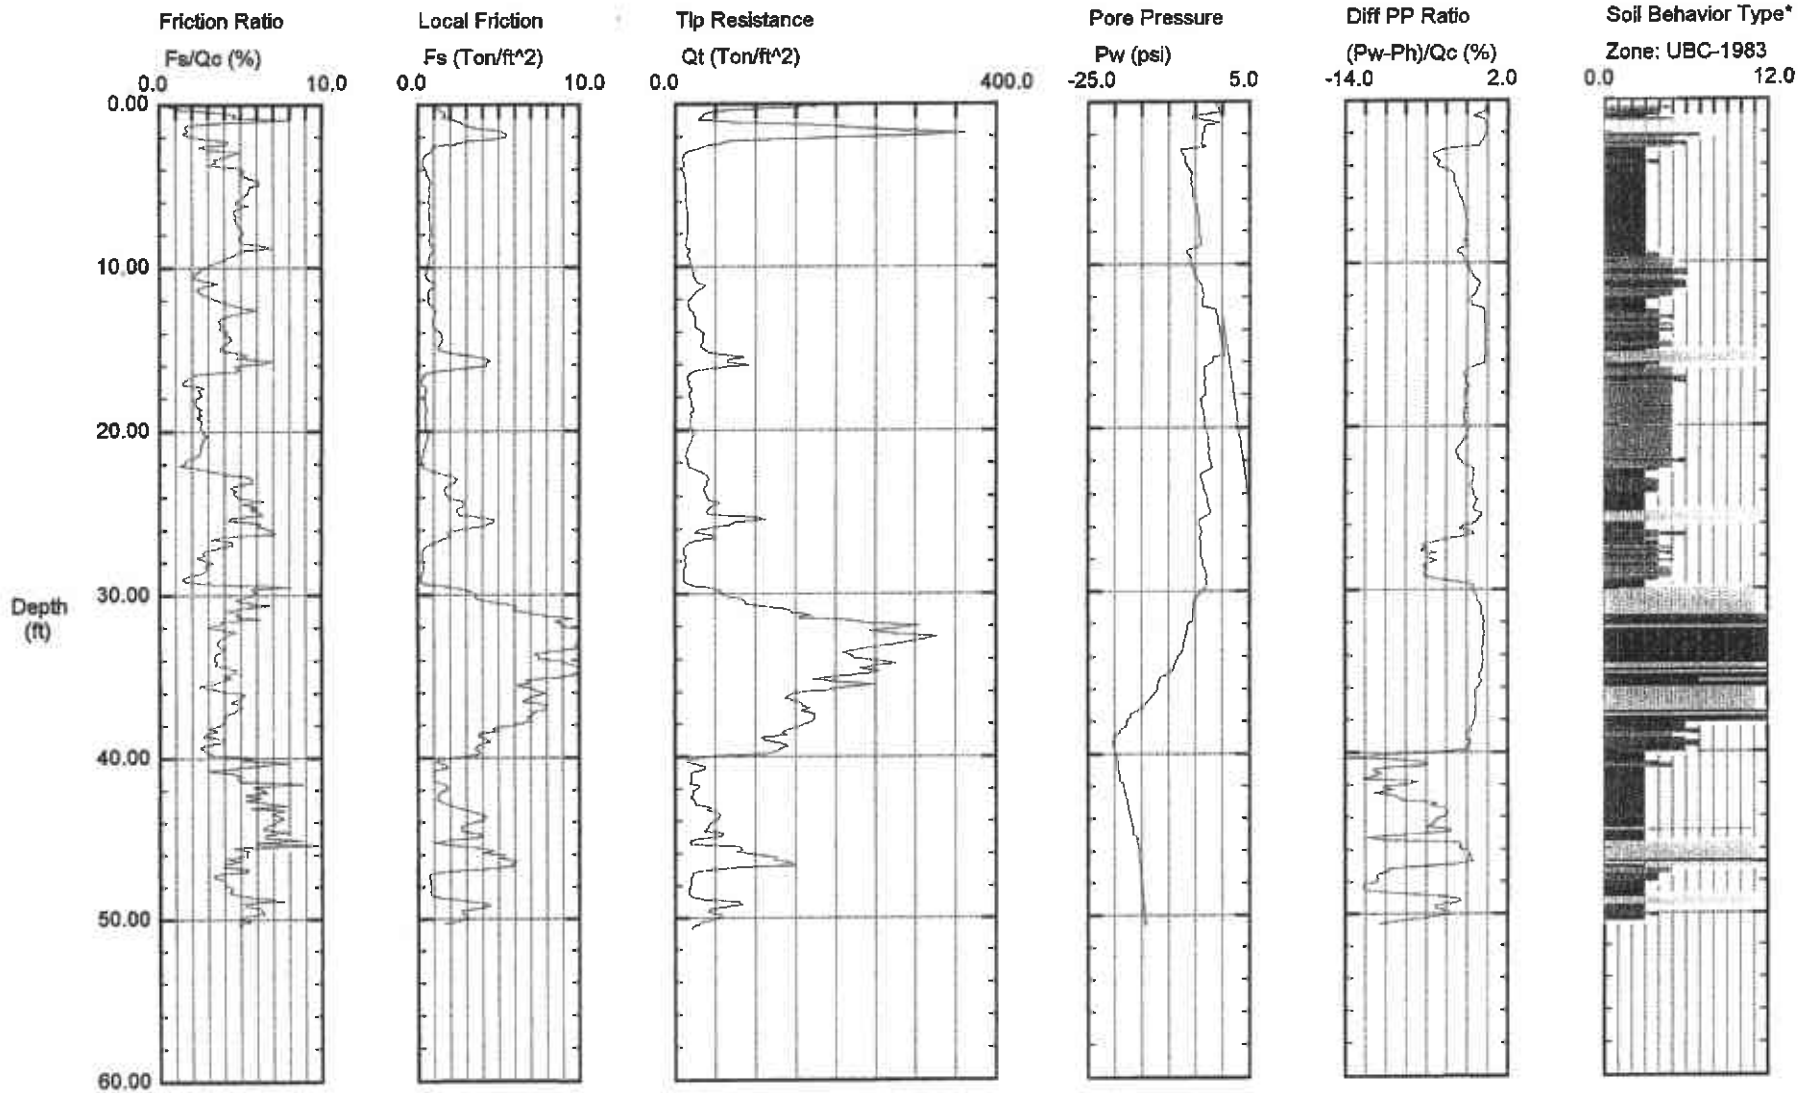 Friction Ratio
Fs/Qc (%)
0.0 10.0
Local Friction
Fs (Ton/ft^2)
0.0 10.0
Tip Resistance
Qt (Ton/ft^2)
0.0 400.0
Pore Pressure
Pw (psi)
-25.0 5.0
Diff PP Ratio
(Pw-Ph)/Qc (%)
-14.0 2.0
Soil Behavior Type*
Zone: UBC-1983
0.0 12.0
0.00
10.00
20.00
30.00
Depth
(ft)
40.00
50.00
60.00